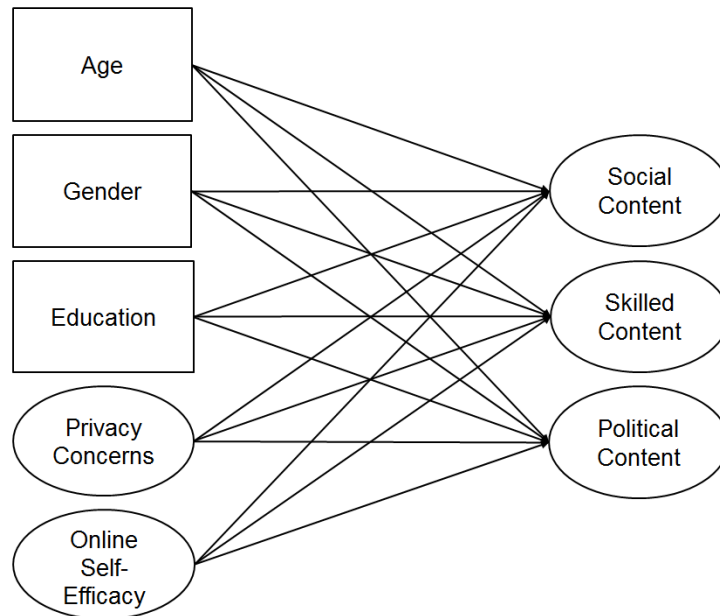 Age
Gender
Education
Privacy
Concerns
Online
Self-
Efficacy
Social
Content
Skilled
Content
Political
Content